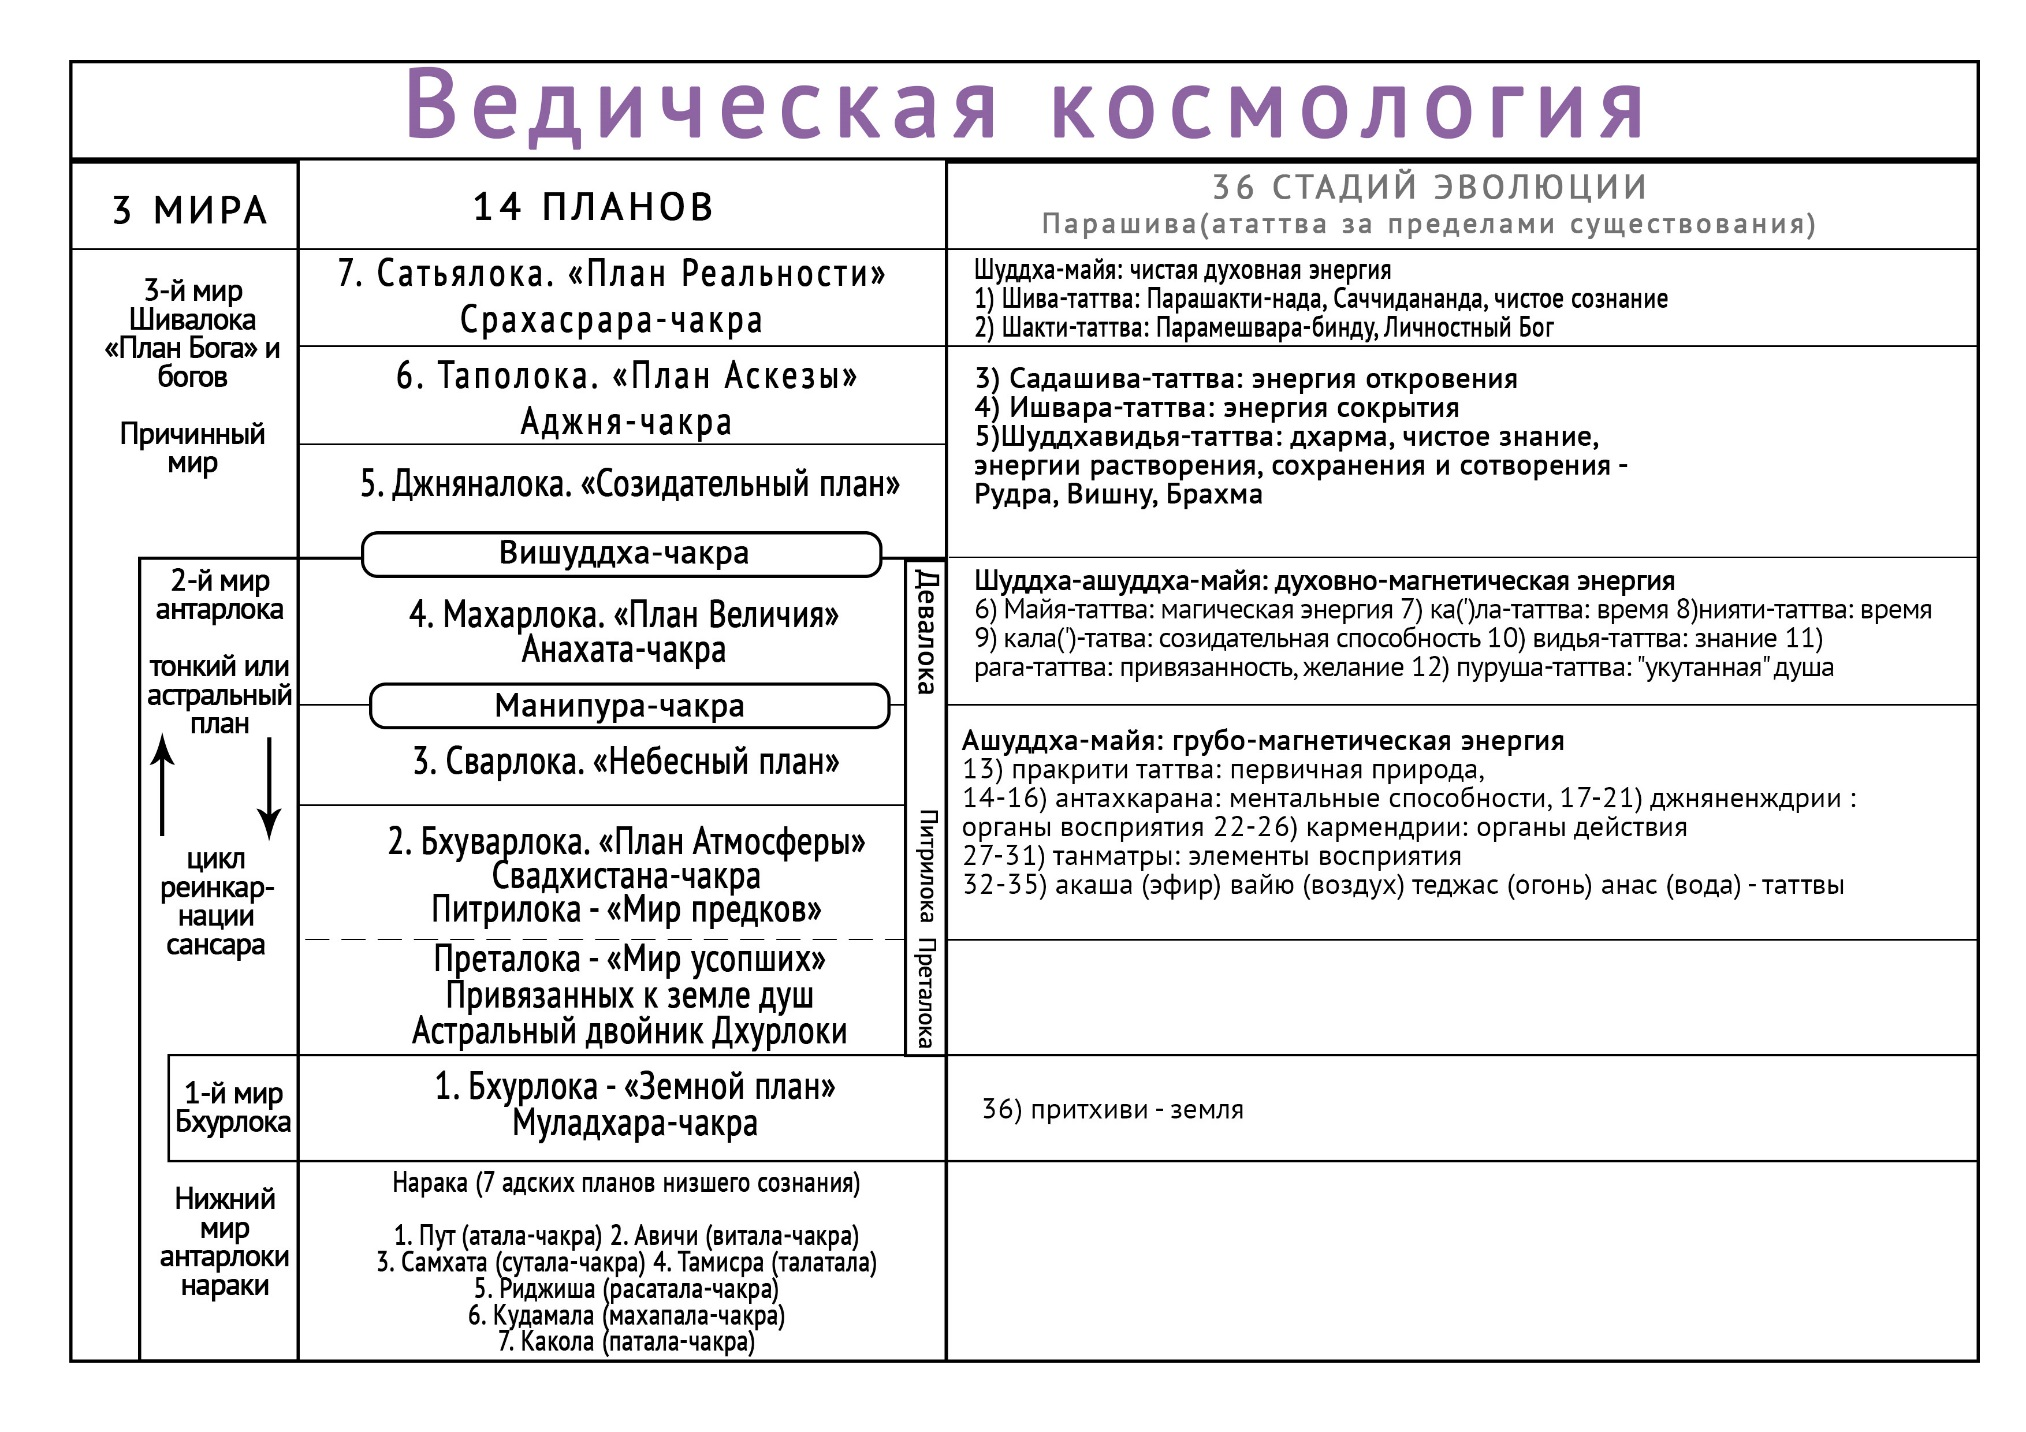 Ведическая космология
3 МИРА
14 ПЛАНОВ
36 СТАДИЙ ЭВОЛЮЦИИ
Парашива(ататтва за пределами существования)
3-й мир
Шивалока
«План Бога» и
богов
Причинный
мир
7. Сатьялока. «План Реальности»
Срахасрара-чакра
Шуддха-майя: чистая духовная энергия
1) Шива-таттва: Парашакти-нада, Саччидананда, чистое сознание
2) Шакти-таттва: Парамешвара-бинду, Личностный Бог
6. Таполока. «План Аскезы»
Аджня-чакра
5. Джняналока. «Созидательный план»
3) Садашива-таттва: энергия откровения
4) Ишвара-таттва: энергия сокрытия
5)Шуддхавидья-таттва: дхарма, чистое знание,
энергии растворения, сохранения и сотворения -
Рудра, Вишну, Брахма
Вишуддха-чакра
2-й мир
антарлока
тонкий или
астральный
план
цикл
реинкар-
нации
сансара
4. Махарлока. «План Величия»
Анахата-чакра
Манипура-чакра
3. Сварлока. «Небесный план»
2. Бхуварлока. «План Атмосферы»
Свадхистана-чакра
Питрилока - «Мир предков»
Преталока - «Мир усопших»
Привязанных к земле душ
Астральный двойник Дхурлоки
Девалока
Питрилока
Преталока
Шуддха-ашуддха-майя: духовно-магнетическая энергия
6) Майя-таттва: магическая энергия 7) ка(')ла-таттва: время 8)нияти-таттва: время
9) кала(')-татва: созидательная способность 10) видья-таттва: знание 11)
рага-таттва: привязанность, желание 12) пуруша-таттва: "укутанная" душа
Ашуддха-майя: грубо-магнетическая энергия
13) пракрити таттва: первичная природа,
14-16) антахкарана: ментальные способности, 17-21) джняненждрии :
органы восприятия 22-26) кармендрии: органы действия
27-31) танматры: элементы восприятия
32-35) акаша (эфир) вайю (воздух) теджас (огонь) анас (вода) - таттвы
1-й мир
Бхурлока
1. Бхурлока - «Земной план»
Муладхара-чакра
36) притхиви - земля
Нижний
мир
антарлоки
нараки
Нарака (7 адских планов низшего сознания)
1. Пут (атала-чакра) 2. Авичи (витала-чакра)
3. Самхата (сутала-чакра) 4. Тамисра (талатала)
5. Риджиша (расатала-чакра)
6. Кудамала (махапала-чакра)
7. Какола (патала-чакра)